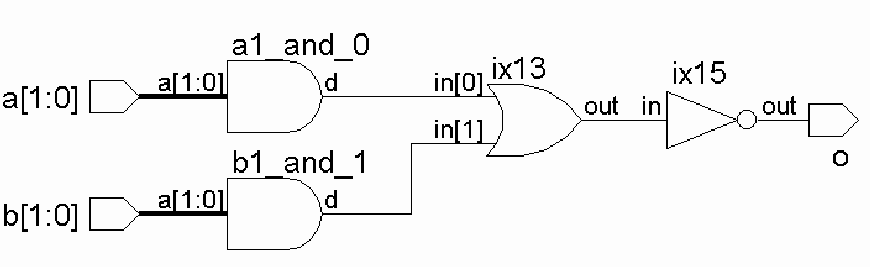 a1_and_0
a[1:0]
a[1:0]
d
in[0]
ix13
ix15
in[1]
out
in
out
o
b1_and_1
b[1:0]
a[1:0]
d